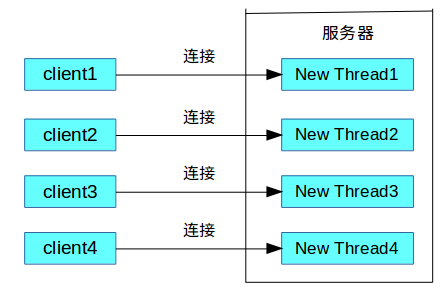 服务器
连接
client1
New Thread1
连接
client2
New Thread2
连接
client3
New Thread3
连接
client4
New Thread4